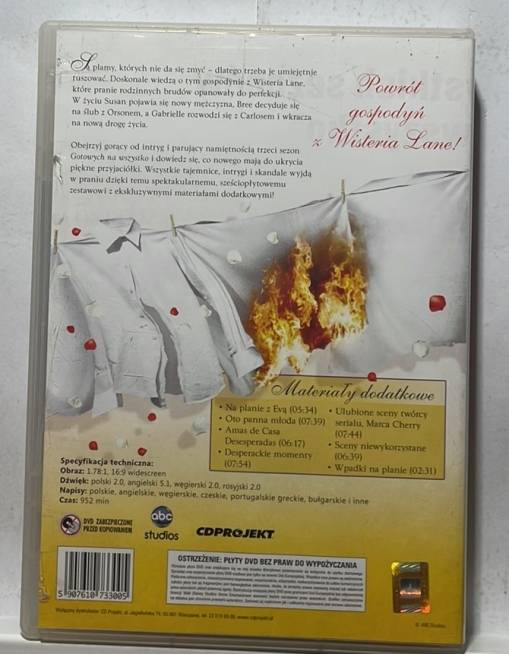 Są plamy, których nie da się zmyć – dlatego trzeba je umiejętnie
tuszować. Doskonale wiedzą o tym gospodynie z Wisteria Lane,
które pranie rodzinnych brudów opanowały do perfekcji.
W życiu Susan pojawia się nowy mężczyzna, Bree decyduje się
na ślub z Orsonem, a Gabrielle rozwodzi się z Carlosem i wkracza
na nową drogę życia.
Obejrzyj gorący od intryg i parujący namiętnością trzeci sezon
Gotowych na wszystko i dowiedz się, co nowego mają do ukrycia
piękne przyjaciółki. Wszystkie tajemnice, intrygi i skandale wyjdą
w praniu dzięki temu spektakularnemu, sześciopłytowemu
zestawowi z ekskluzywnymi materiałami dodatkowymi!
Powrót
gospodyń
z Wisteria Lane!
Materiały dodatkowe
• Na planie z Evą (05:34)
• Oto panna młoda (07:39)
• Amas de Casa
Desesperadas (06:17)
• Desperackie momenty
(07:54)
• Ulubione sceny twórcy
serialu, Marca Cherry
(07:44)
• Sceny niewykorzystane
(06:39)
• Wpadki na planie (02:31)
Specyfikacja techniczna:
Obraz: 1.78:1, 16:9 widescreen
Dźwięk: polski 2.0, angielski 5.1, węgierski 2.0, rosyjski 2.0
Napisy: polskie, angielskie, węgierskie, czeskie, portugalskie greckie, bułgarskie i inne
Czas: 952 min
DVD ZABEZPIECZONE
PRZED KOPIOWANIEM
abc
studios
CDPROJEKT
OSTRZEŻENIE: PŁYTY DVD BEZ PRAW DO WYPOŻYCZANIA
5 907610 733005
© ABC Studios